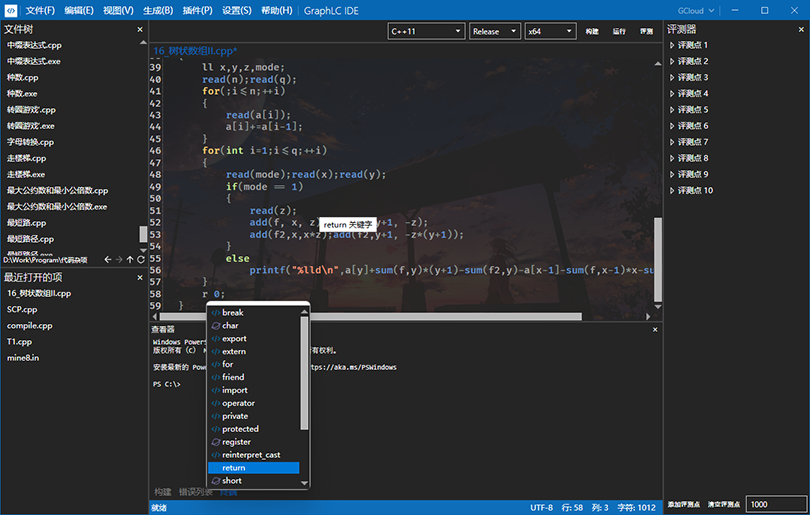 文件(F) 编辑(E) 视图(V) 生成(B) 插件(P) 设置(S) 帮助(H) GraphLC IDE GCloud
文件树
中缀表达式.cpp
中缀表达式.exe
种数.cpp
种数.exe
转圆游戏'.cpp
转圆游戏'.exe
字母转换.cpp
走楼梯.cpp
走楼梯.exe
最大公约数和最小公倍数.cpp
最大公约数和最小公倍数.exe
最短路.cpp
最短路径.cpp
最短路径.exe
D:\Work\Program\代码杂项
最近打开的项
16_树状数组II.cpp
SCP.cpp
compile.cpp
T1.cpp
mine8.in
C++11 Release x64 构建 运行 评测
16_树状数组II.cpp*
39 ll x,y,z,mode;
40 read(n);read(q);
41 for(;i≤n;++i)
42 {
43 read(a[i]);
44 a[i]+=a[i-1];
45 }
46 for(int i=1;i≤q;++i)
47 {
48 read(mode);read(x);read(y);
49 if(mode == 1)
50 {
51 read(z);
52 add(f, x, z) y+1, -z);
return 关键字
53 add(f2,x,x*z);add(f2,y+1, -z*(y+1));
54 }
55 else
56 printf("%lld\n",a[y]+sum(f,y)*(y+1)-sum(f2,y)-a[x-1]-sum(f,x-1)*x-su
57 }
58 r 0;
59 }
查看器
Windows PowerS
版权所有 (C) 所有权利。
安装最新的 Powe ttps://aka.ms/PSWindows
PS C:\>
break
char
export
extern
for
friend
import
operator
private
protected
register
reinterpret_cast
return
short
构建 错误列表 终端
就绪 UTF-8 行: 58 列: 3 字符: 1012
评测器
评测点 1
评测点 2
评测点 3
评测点 4
评测点 5
评测点 6
评测点 7
评测点 8
评测点 9
评测点 10
添加评测点 清空评测点 1000